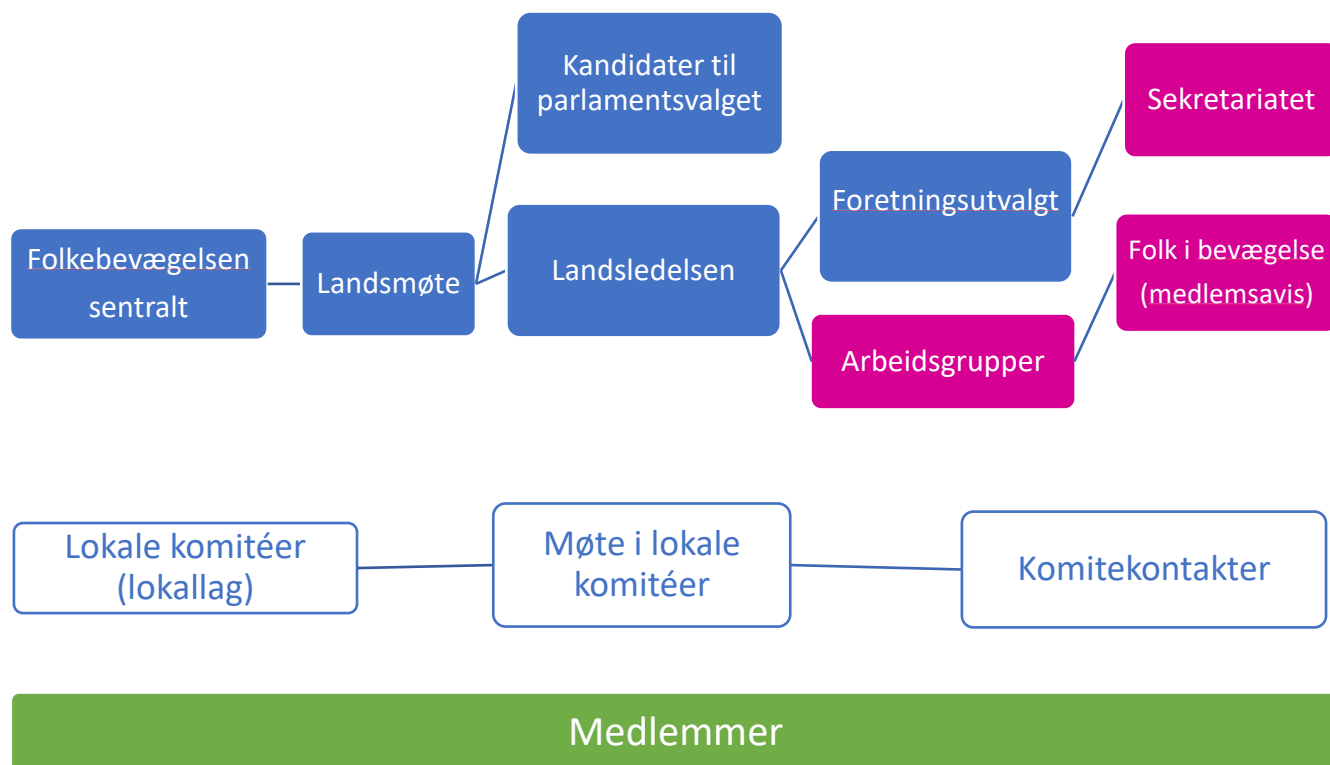 Kandidater til
parlamentsvalget
Sekretariatet
Foretningsutvalgt
Folkebevægelsen
sentralt
Landsmøte
Landsledelsen
Folk i bevægelse
(medlemsavis)
Arbeidsgrupper
Lokale komitéer
(lokallag)
Møte i lokale
komitéer
Komitekontakter
Medlemmer